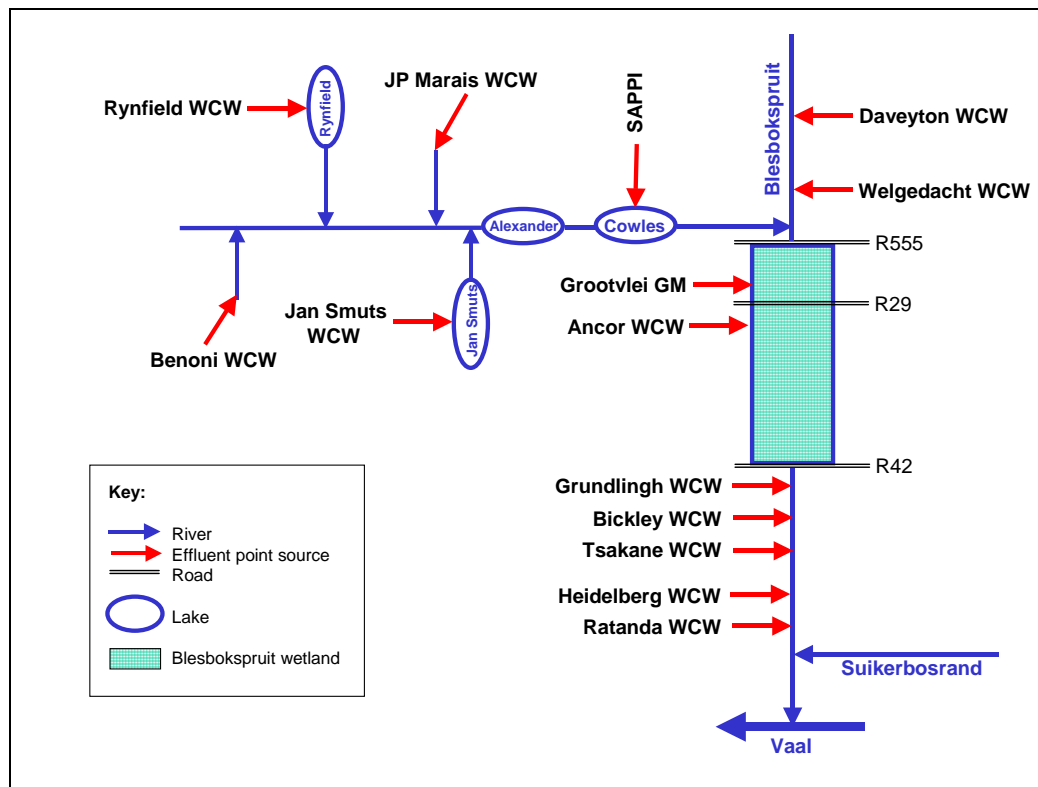 JP Marais WCW
Rynfield WCW
Rynfield
SAPPI
Blesbokspruit
Daveyton WCW
Welgedacht WCW
Alexander
Cowles
R555
Grootvlei GM
R29
Jan Smuts
WCW
Jan Smuts
Ancor WCW
Benoni WCW
R42
Grundlingh WCW
Bickley WCW
Tsakane WCW
Heidelberg WCW
Ratanda WCW
Suikerbosrand
Vaal
Key:
River
Effluent point source
Road
Lake
Blesbokspruit wetland